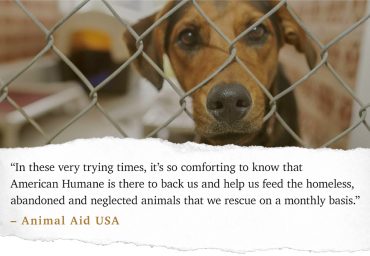 “In these very trying times, it’s so comforting to know that
American Humane is there to back us and help us feed the homeless,
abandoned and neglected animals that we rescue on a monthly basis.”
– Animal Aid USA